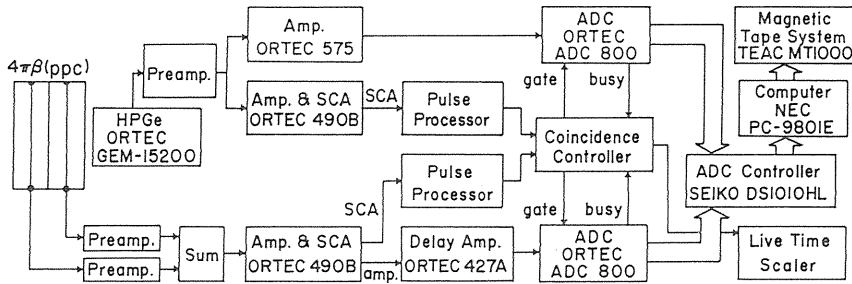 4πβ(ppc)
HPGe
ORTEC
GEM-15200
Preamp.
Amp.
ORTEC 575
Amp. & SCA
ORTEC 490B
SCA
Pulse
Processor
ADC
ORTEC
ADC 800
gate
busy
Coincidence
Controller
Magnetic
Tape System
TEAC MT1000
Computer
NEC
PC-9801E
ADC Controller
SEIKO DS1010HL
Pulse
Processor
SCA
gate
busy
Preamp.
Preamp.
Sum
Amp. & SCA
ORTEC 490B
amp.
Delay Amp.
ORTEC 427A
ADC
ORTEC
ADC 800
Live Time
Scaler